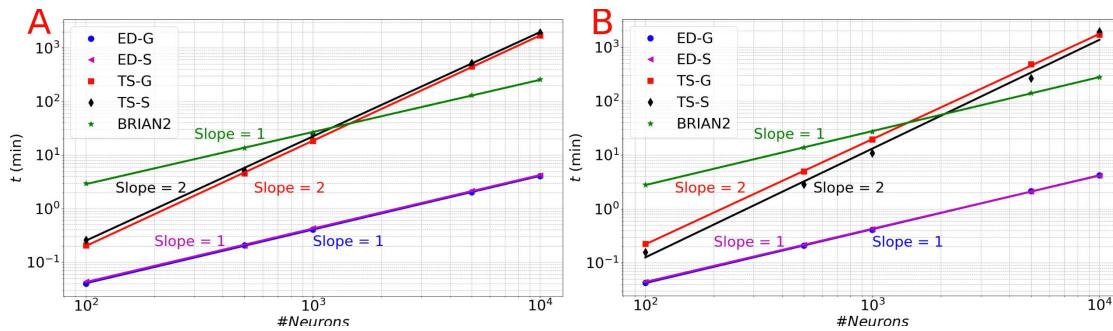 A
ED-G
ED-S
TS-G
TS-S
BRIAN2
Slope = 1
Slope = 2
Slope = 2
Slope = 1
Slope = 1
t (min)
10³
10²
10¹
10⁰
10⁻¹
10²
10³
10⁴
#Neurons
B
ED-G
ED-S
TS-G
TS-S
BRIAN2
Slope = 1
Slope = 2
Slope = 2
Slope = 1
Slope = 1
t (min)
10³
10²
10¹
10⁰
10⁻¹
10²
10³
10⁴
#Neurons